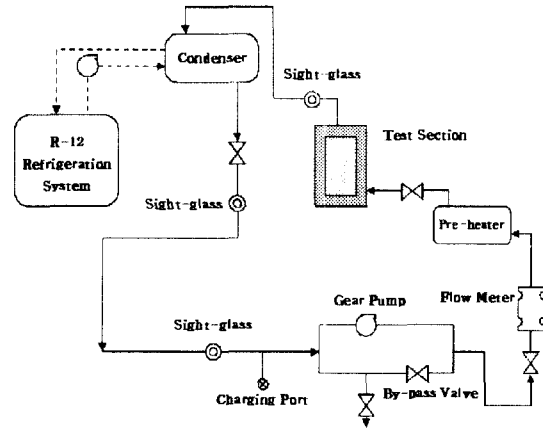 Condenser
Sight-glass
R-12
Refrigeration
System
Test Section
Sight-glass
Pre-heater
Gear Pump
Flow Meter
Sight-glass
Charging Port
By-pass Valve